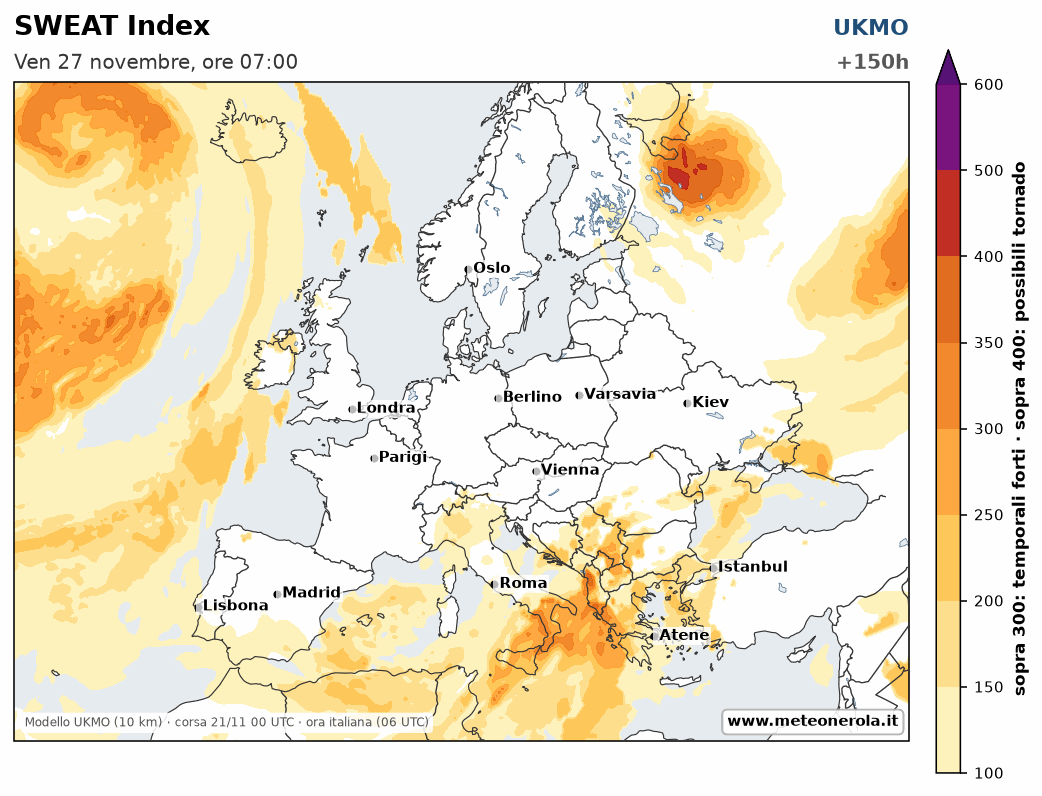 SWEAT Index
UKMO
Ven 27 novembre, ore 07:00
+150h
600
500
400
350
300
250
200
150
100
sopra 300: temporali forti · sopra 400: possibili tornado
Oslo
Berlino
Varsavia
Londra
Kiev
Parigi
Vienna
Istanbul
Roma
Madrid
Lisbona
Atene
Modello UKMO (10 km) · corsa 21/11 00 UTC · ora italiana (06 UTC)
www.meteonerola.it